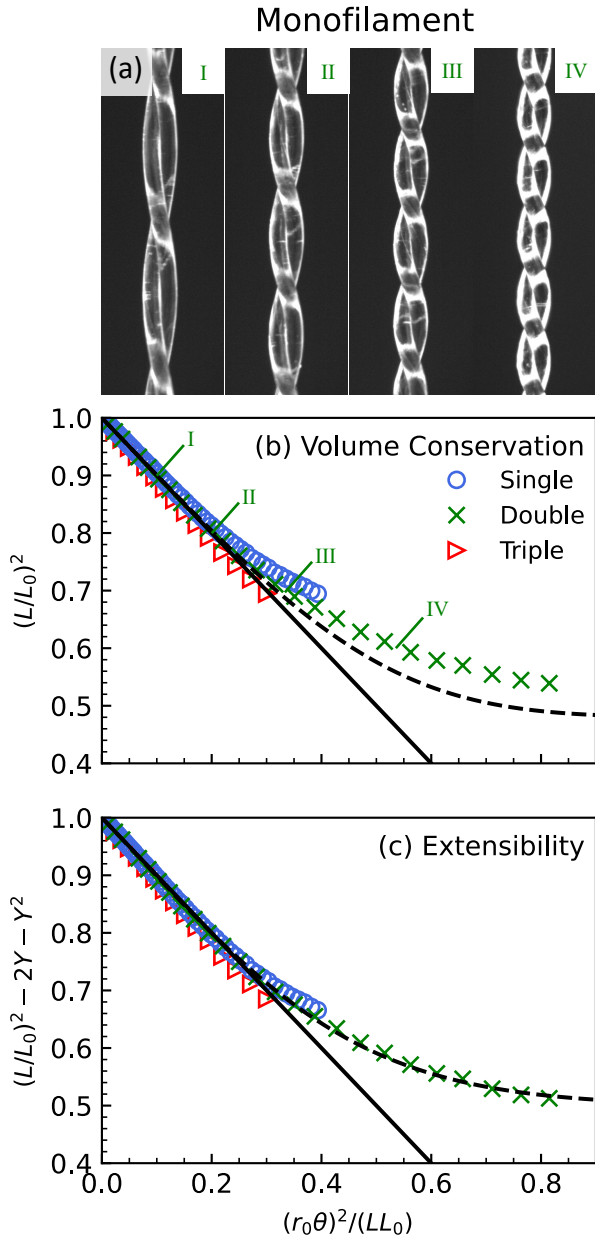 Monofilament
(a) I II III IV
1.0
0.9
0.8
0.7
0.6
0.5
0.4
(L/L₀)²
(b) Volume Conservation
Single
Double
Triple
I
II
III
IV
1.0
0.9
0.8
0.7
0.6
0.5
0.4
(L/L₀)² − 2Y − Y²
(c) Extensibility
0.0 0.2 0.4 0.6 0.8
(r₀θ)²/(LL₀)